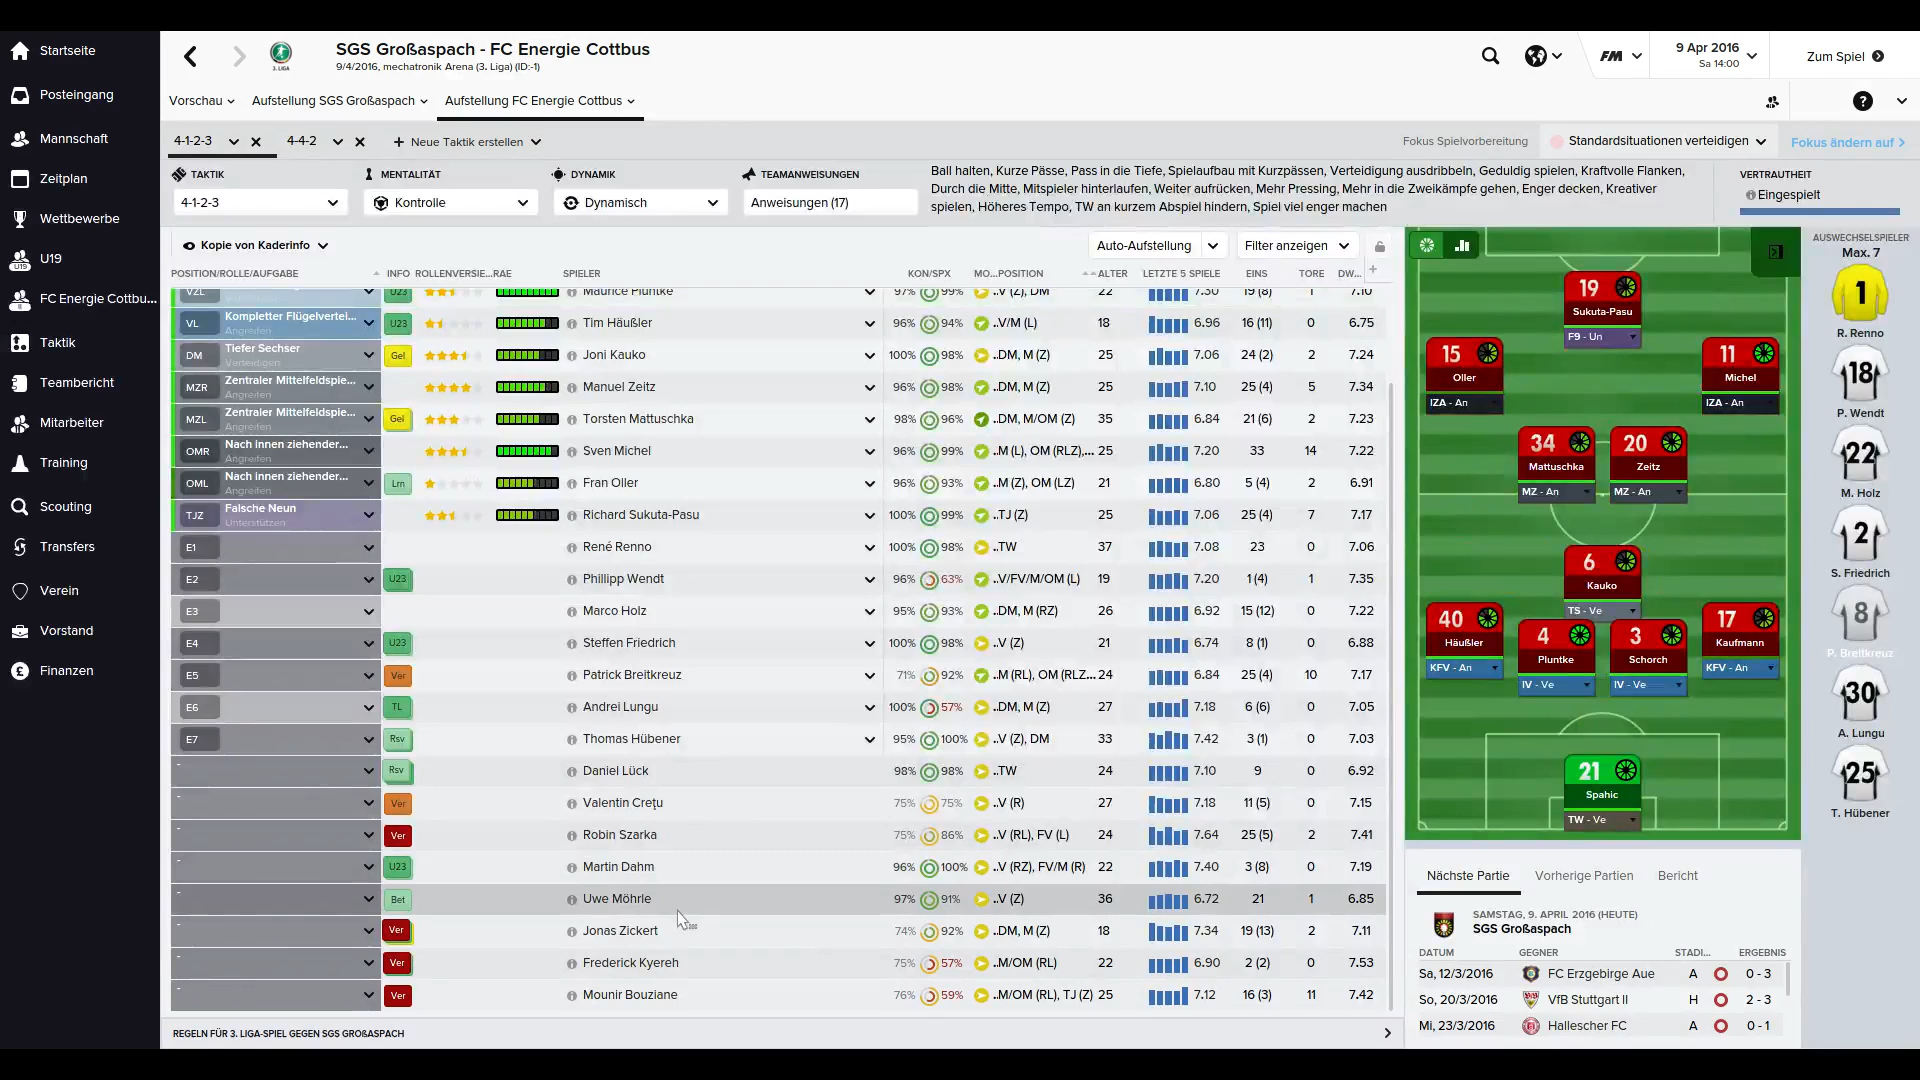 Startseite
Posteingang
Mannschaft
Zeitplan
Wettbewerbe
U19
U19
FC Energie Cottbu...
Taktik
Teambericht
Mitarbeiter
Training
Scouting
Transfers
Verein
Vorstand
Finanzen
3. LIGA
SGS Großaspach - FC Energie Cottbus
9/4/2016, mechatronik Arena (3. Liga) (ID:-1)
FM
9 Apr 2016
Sa 14:00
Zum Spiel
Vorschau
Aufstellung SGS Großaspach
Aufstellung FC Energie Cottbus
4-1-2-3
4-4-2
Neue Taktik erstellen
Fokus Spielvorbereitung
Standardsituationen verteidigen
Fokus ändern auf >
TAKTIK
4-1-2-3
MENTALITÄT
Kontrolle
DYNAMIK
Dynamisch
TEAMANWEISUNGEN
Anweisungen (17)
Ball halten, Kurze Pässe, Pass in die Tiefe, Spielaufbau mit Kurzpässen, Verteidigung ausdribbeln, Geduldig spielen, Kraftvolle Flanken,
Durch die Mitte, Mitspieler hinterlaufen, Weiter aufrücken, Mehr Pressing, Mehr in die Zweikämpfe gehen, Enger decken, Kreativer
spielen, Höheres Tempo, TW an kurzem Abspiel hindern, Spiel viel enger machen
VERTRAUTHEIT
Eingespielt
Kopie von Kaderinfo
Auto-Aufstellung
Filter anzeigen
POSITION/ROLLE/AUFGABE INFO ROLLENVERSIE...RAE SPIELER KON/SPX MO...POSITION ALTER LETZTE 5 SPIELE EINS TORE DW...
VZL U23 Maurice Pluntke 97% 99% ..V (Z), DM 22 7.30 19 (8) 1 7.10
VL Kompletter Flügelvertei... Angreifen U23 Tim Häußler 96% 94% ..V/M (L) 18 6.96 16 (11) 0 6.75
DM Tiefer Sechser Verteidigen Gel Joni Kauko 100% 98% ..DM, M (Z) 25 7.06 24 (2) 2 7.24
MZR Zentraler Mittelfeldspie... Angreifen Manuel Zeitz 96% 98% ..DM, M (Z) 25 7.10 25 (4) 5 7.34
MZL Zentraler Mittelfeldspie... Angreifen Gel Torsten Mattuschka 98% 96% ..DM, M/OM (Z) 35 6.84 21 (6) 2 7.23
OMR Nach innen ziehender... Angreifen Sven Michel 96% 99% ..M (L), OM (RLZ),... 25 7.20 33 14 7.22
OML Nach innen ziehender... Angreifen Lrn Fran Oller 96% 93% ..M (Z), OM (LZ) 21 6.80 5 (4) 2 6.91
TJZ Falsche Neun Unterstützen Richard Sukuta-Pasu 100% 99% ..TJ (Z) 25 7.06 25 (4) 7 7.17
E1 René Renno 100% 98% ..TW 37 7.08 23 0 7.06
E2 U23 Phillipp Wendt 96% 63% ..V/FV/M/OM (L) 19 7.20 1 (4) 1 7.35
E3 Marco Holz 95% 93% ..DM, M (RZ) 26 6.92 15 (12) 0 7.22
E4 U23 Steffen Friedrich 100% 98% ..V (Z) 21 6.74 8 (1) 0 6.88
E5 Ver Patrick Breitkreuz 71% 92% ..M (RL), OM (RLZ... 24 6.84 25 (4) 10 7.17
E6 TL Andrei Lungu 100% 57% ..DM, M (Z) 27 7.18 6 (6) 0 7.05
E7 Rsv Thomas Hübener 95% 100% ..V (Z), DM 33 7.42 3 (1) 0 7.03
- Rsv Daniel Lück 98% 98% ..TW 24 7.10 9 0 6.92
- Ver Valentin Creţu 75% 75% ..V (R) 27 7.18 11 (5) 0 7.15
- Ver Robin Szarka 75% 86% ..V (RL), FV (L) 24 7.64 25 (5) 2 7.41
- U23 Martin Dahm 96% 100% ..V (RZ), FV/M (R) 22 7.40 3 (8) 0 7.19
- Bet Uwe Möhrle 97% 91% ..V (Z) 36 6.72 21 1 6.85
- Ver Jonas Zickert 74% 92% ..DM, M (Z) 18 7.34 19 (13) 2 7.11
- Ver Frederick Kyereh 75% 57% ..M/OM (RL) 22 6.90 2 (2) 0 7.53
- Ver Mounir Bouziane 76% 59% ..M/OM (RL), TJ (Z) 25 7.12 16 (3) 11 7.42
REGELN FÜR 3. LIGA-SPIEL GEGEN SGS GROßASPACH
19
Sukuta-Pasu
F9 - Un
15
Oller
IZA - An
11
Michel
IZA - An
34
Mattuschka
MZ - An
20
Zeitz
MZ - An
6
Kauko
TS - Ve
40
Häußler
KFV - An
4
Pluntke
IV - Ve
3
Schorch
IV - Ve
17
Kaufmann
KFV - An
21
Spahic
TW - Ve
AUSWECHSELSPIELER
Max. 7
1
R. Renno
18
P. Wendt
22
M. Holz
2
S. Friedrich
8
P. Breitkreuz
30
A. Lungu
25
T. Hübener
Nächste Partie
Vorherige Partien
Bericht
SAMSTAG, 9. APRIL 2016 (HEUTE)
SGS Großaspach
DATUM GEGNER STADI... ERGEBNIS
Sa, 12/3/2016 FC Erzgebirge Aue A 0 - 3
So, 20/3/2016 VfB Stuttgart II H 2 - 3
Mi, 23/3/2016 Hallescher FC A 0 - 1